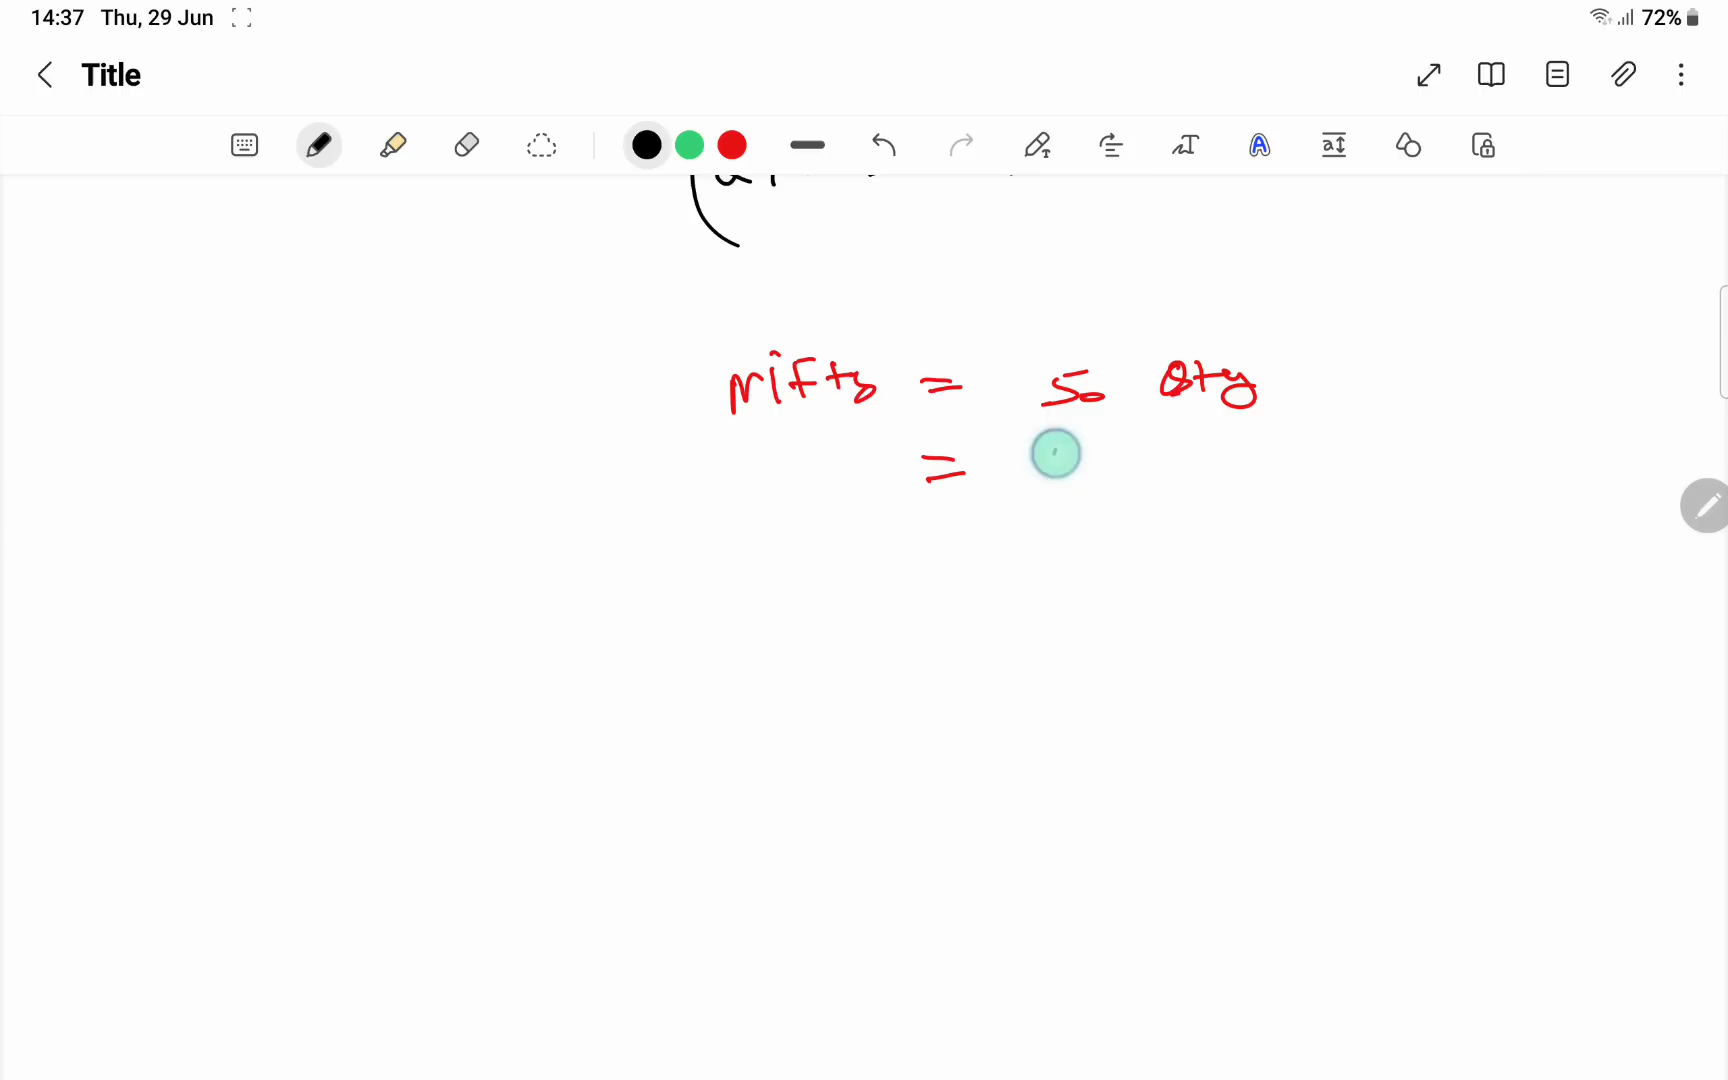 14:37 Thu, 29 Jun 72%
Title
Nifty = 50 Qty
=